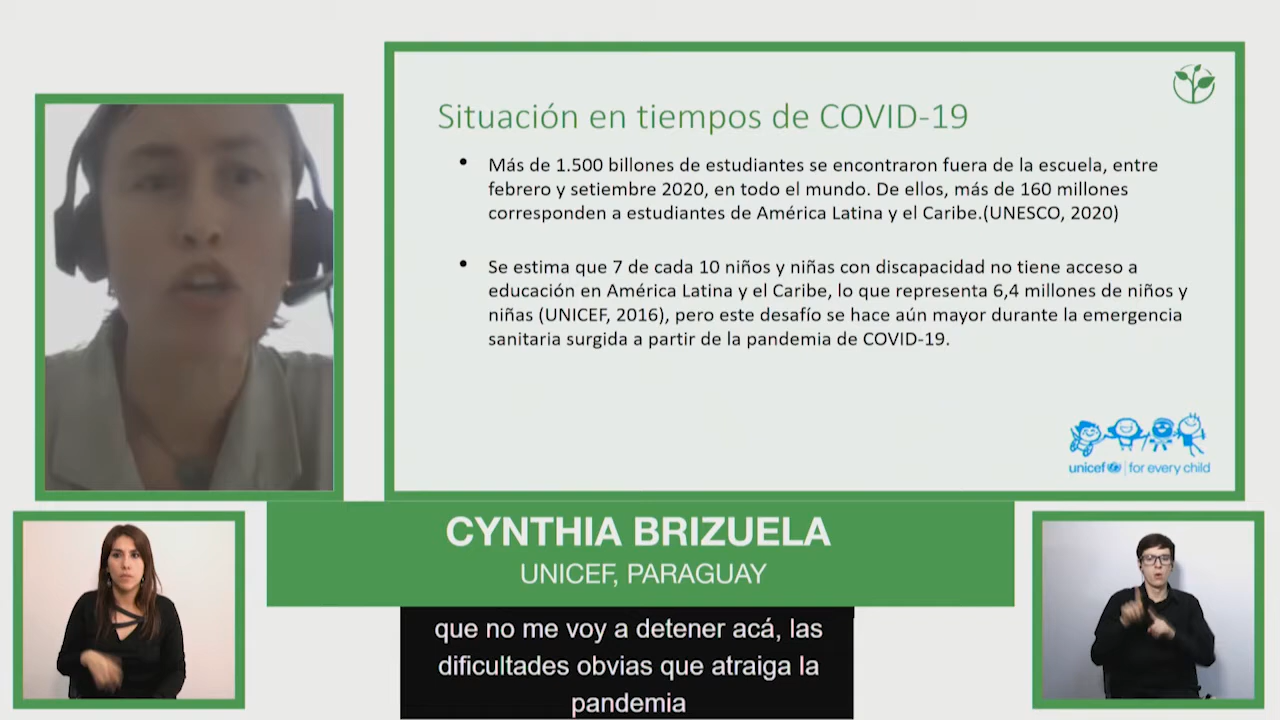 Situación en tiempos de COVID-19
• Más de 1.500 billones de estudiantes se encontraron fuera de la escuela, entre
febrero y setiembre 2020, en todo el mundo. De ellos, más de 160 millones
corresponden a estudiantes de América Latina y el Caribe.(UNESCO, 2020)
• Se estima que 7 de cada 10 niños y niñas con discapacidad no tiene acceso a
educación en América Latina y el Caribe, lo que representa 6,4 millones de niños y
niñas (UNICEF, 2016), pero este desafío se hace aún mayor durante la emergencia
sanitaria surgida a partir de la pandemia de COVID-19.
unicef | for every child
CYNTHIA BRIZUELA
UNICEF, PARAGUAY
que no me voy a detener acá, las
dificultades obvias que atraiga la
pandemia